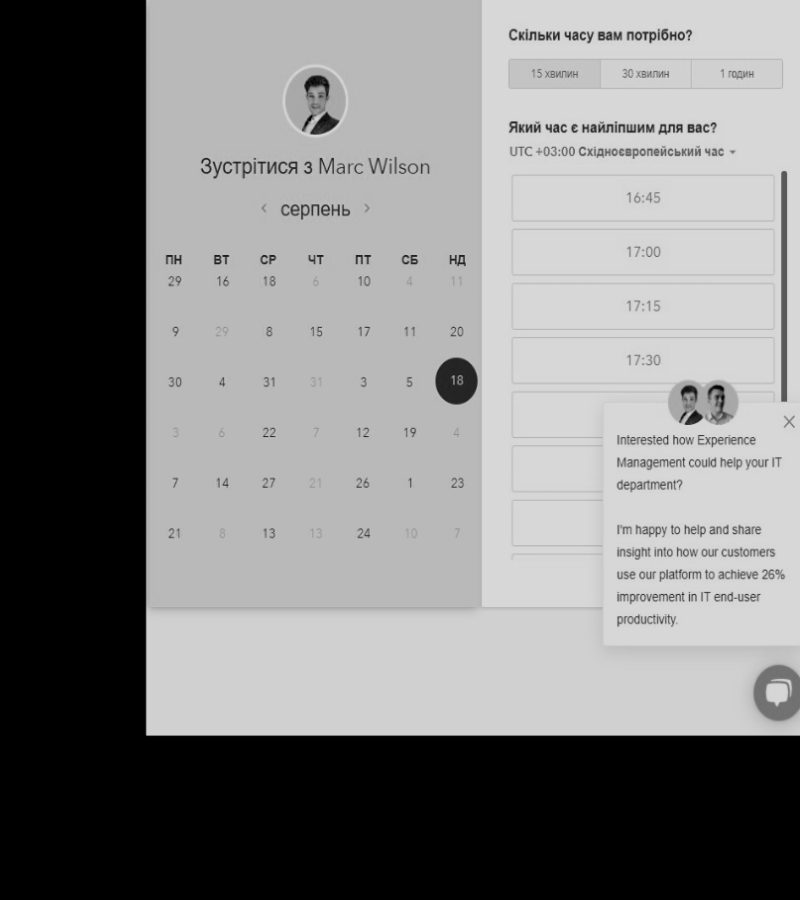 Зустрітися з Marc Wilson
‹ серпень ›
ПН ВТ СР ЧТ ПТ СБ НД
29 16 18 6 10 4 11
9 29 8 15 17 11 20
30 4 31 31 3 5 18
3 6 22 7 12 19 4
7 14 27 21 26 1 23
21 8 13 13 24 10 7
Скільки часу вам потрібно?
15 хвилин 30 хвилин 1 годин
Який час є найліпшим для вас?
UTC +03:00 Східноєвропейський час
16:45
17:00
17:15
17:30
Interested how Experience
Management could help your IT
department?
I'm happy to help and share
insight into how our customers
use our platform to achieve 26%
improvement in IT end-user
productivity.